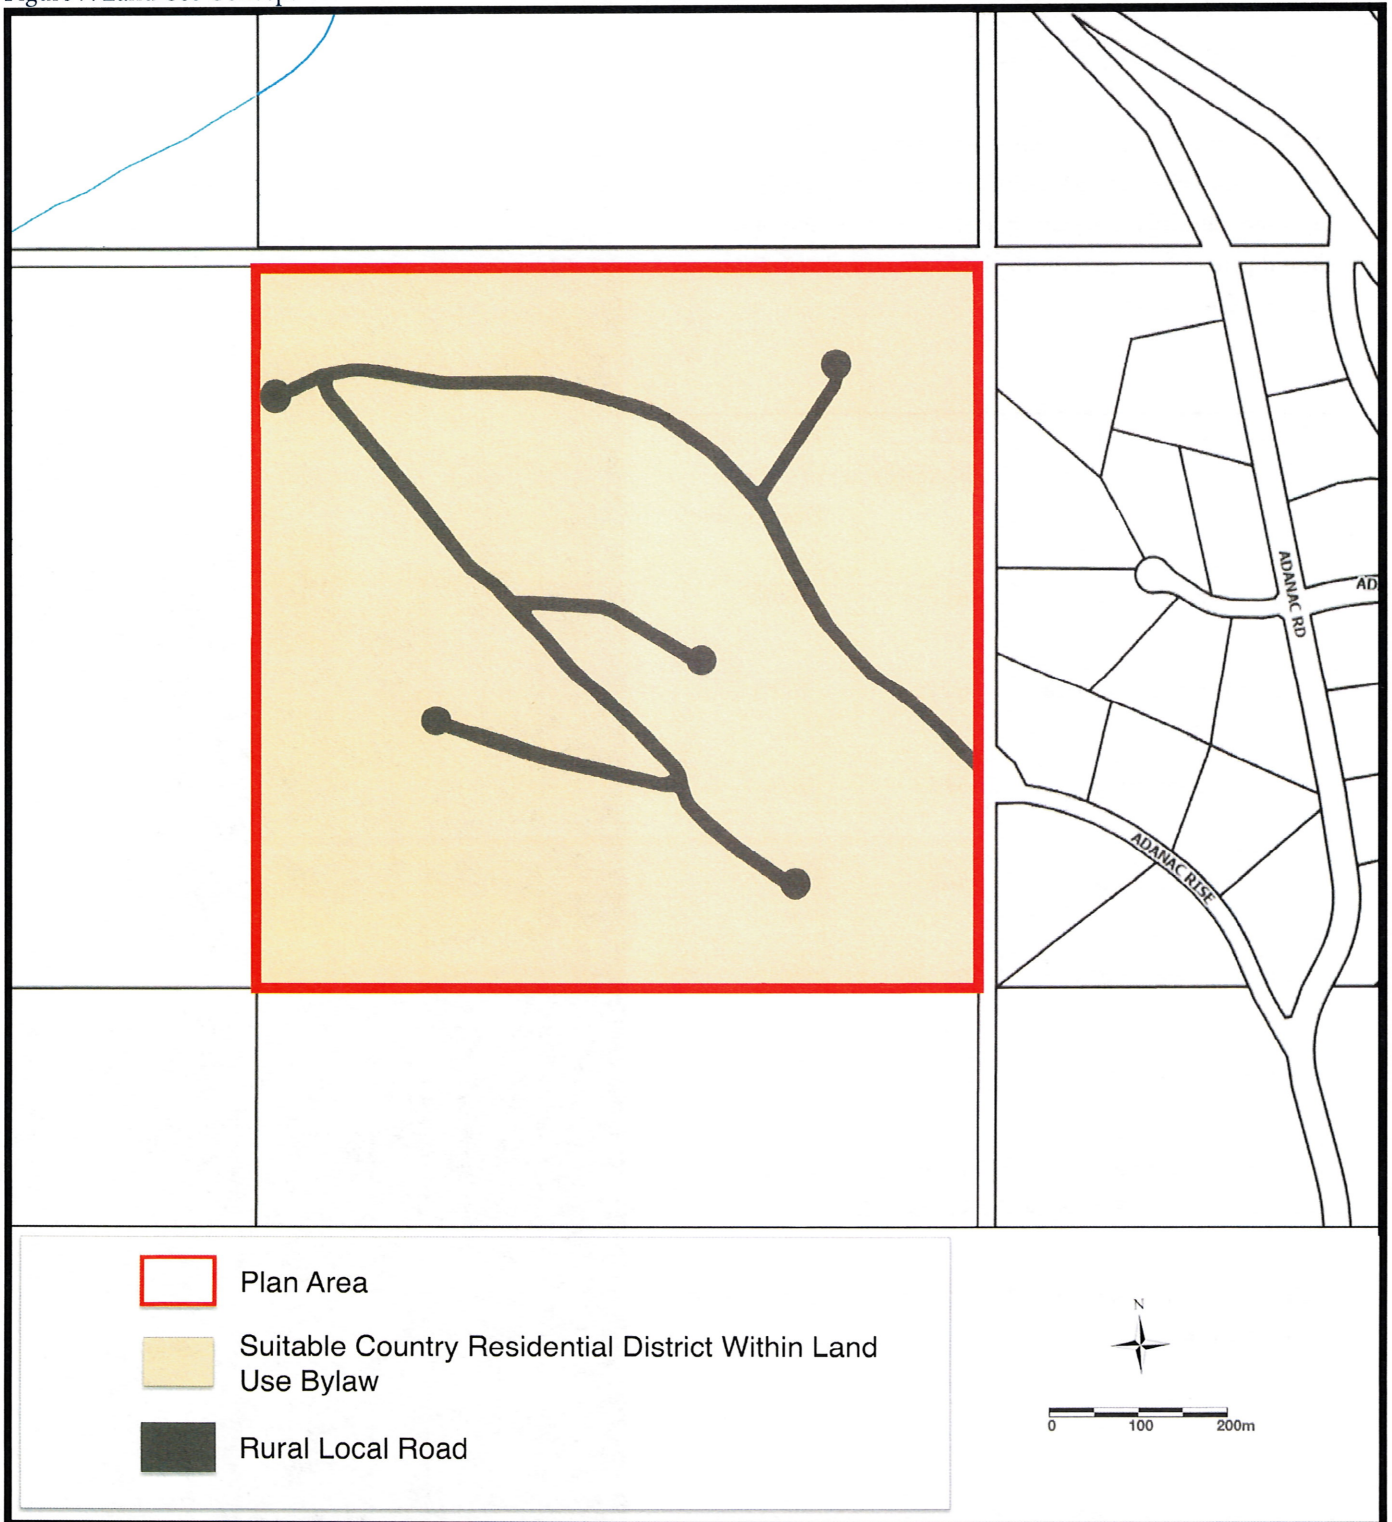 ADANAC RD
AD
ADANAC RISE
Plan Area
Suitable Country Residential District Within Land
Use Bylaw
Rural Local Road
N
0 100 200m